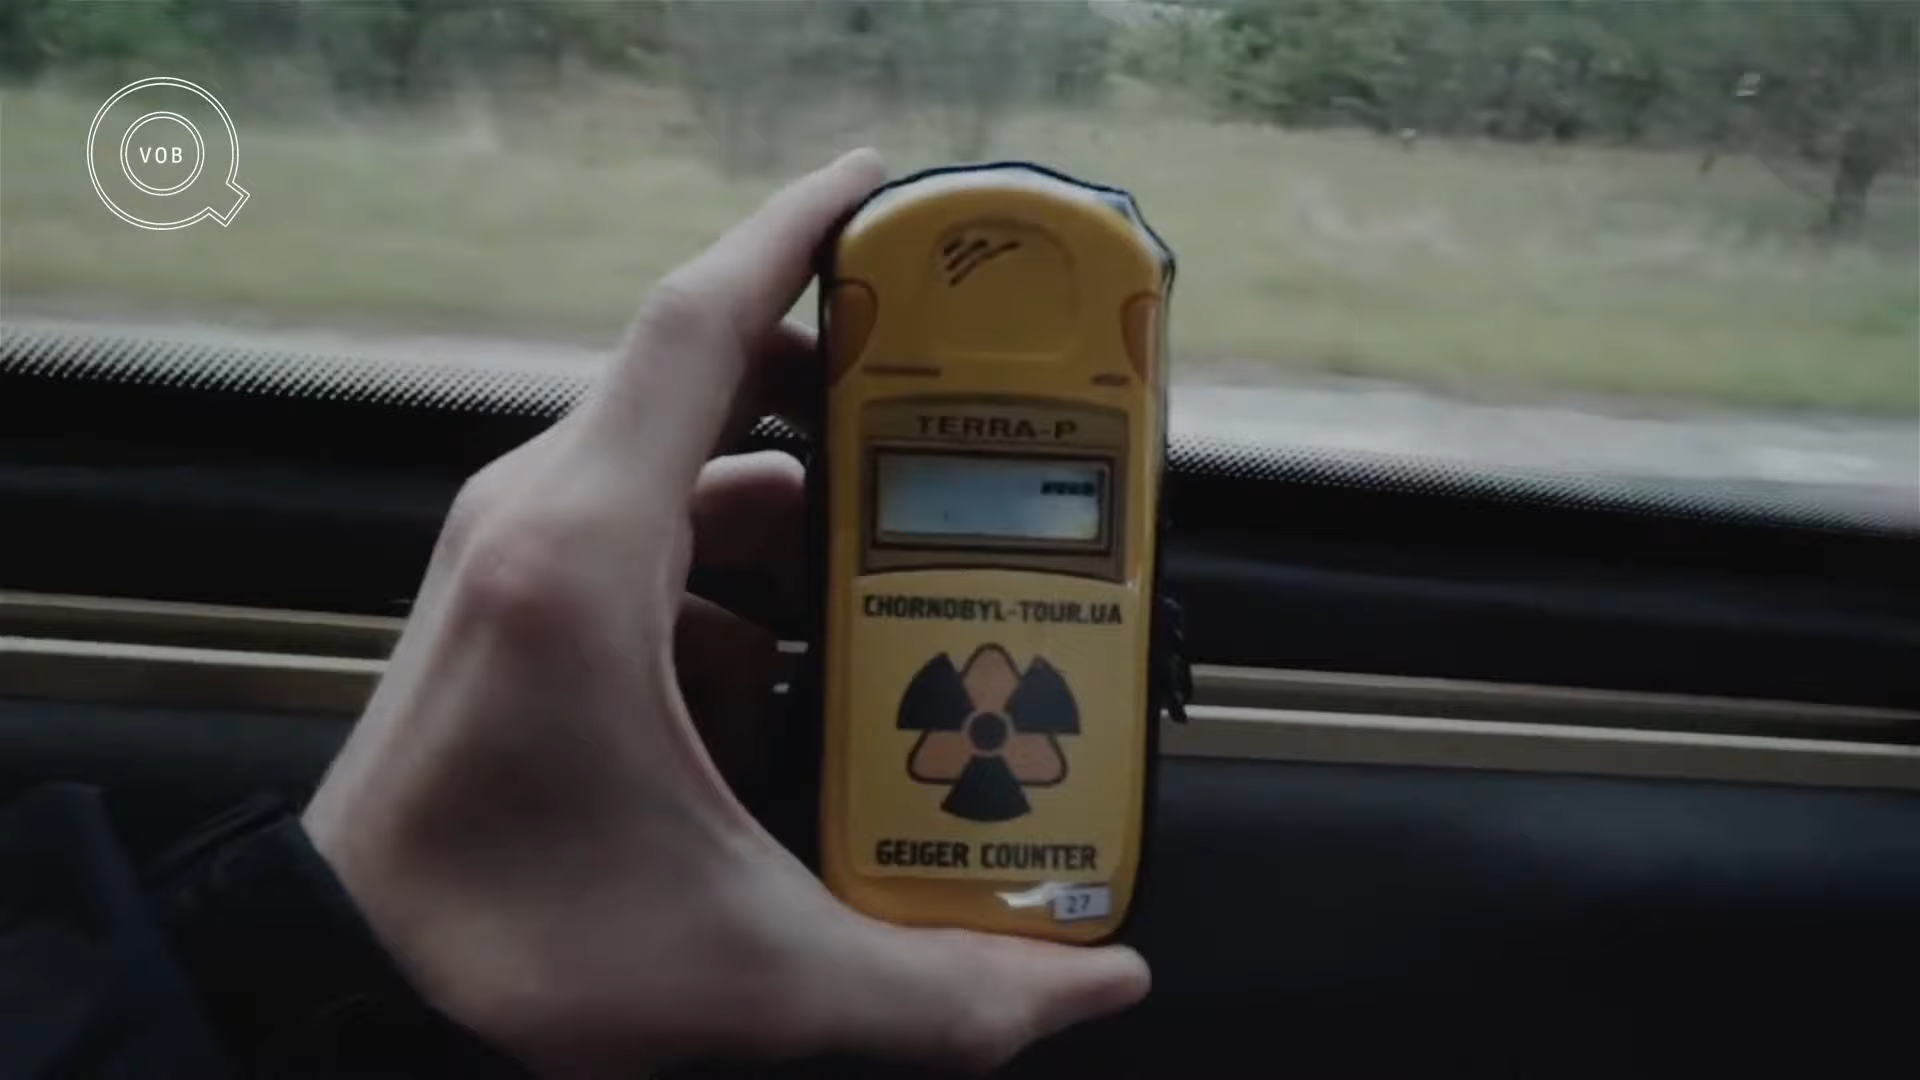 VOB
TERRA-P
CHORNOBYL-TOUR.UA
GEIGER COUNTER
27